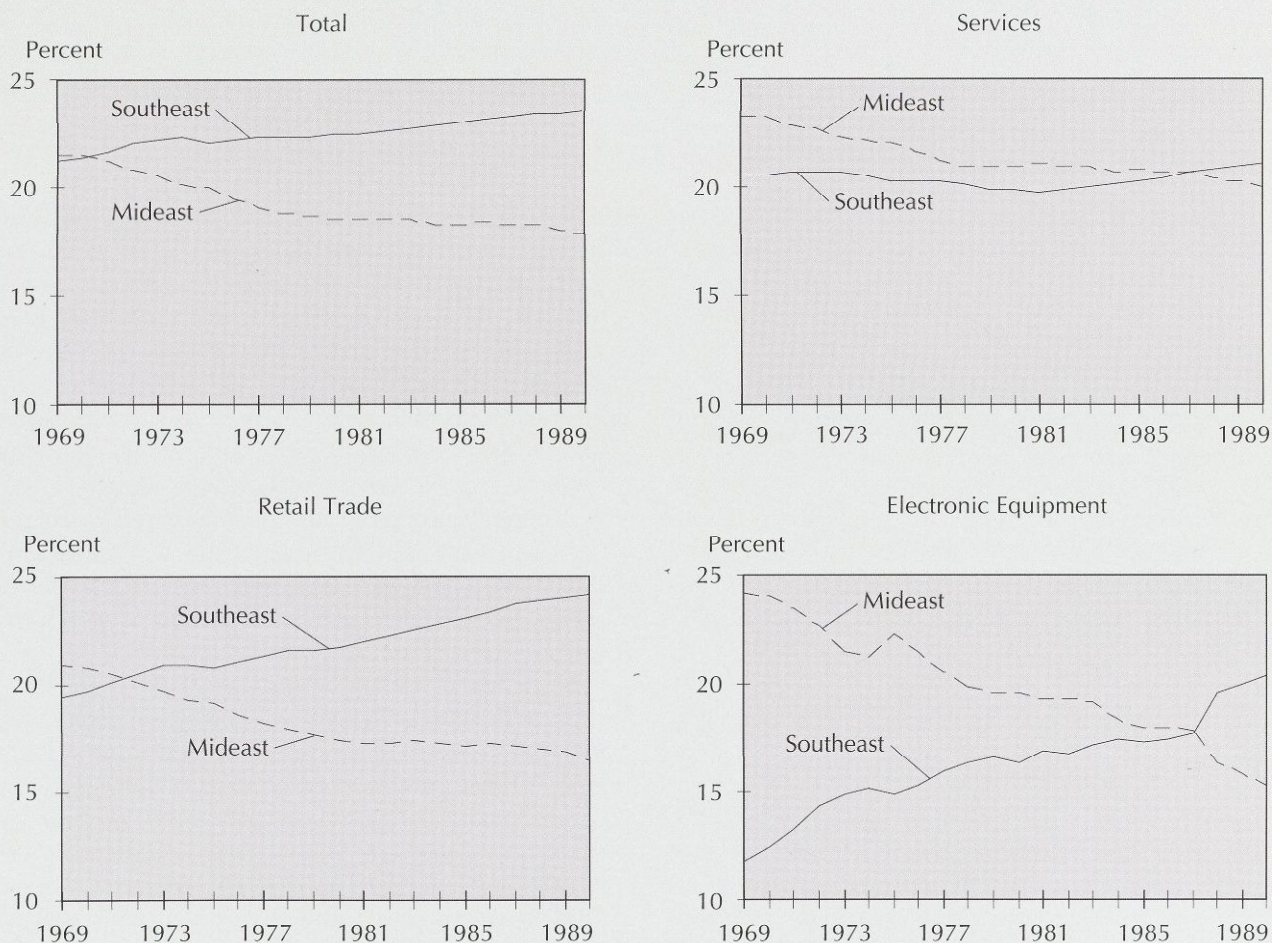 Total
Percent
25
20
15
10
Southeast
Mideast
1969 1973 1977 1981 1985 1989
Services
Percent
25
20
15
10
Mideast
Southeast
1969 1973 1977 1981 1985 1989
Retail Trade
Percent
25
20
15
10
Southeast
Mideast
1969 1973 1977 1981 1985 1989
Electronic Equipment
Percent
25
20
15
10
Mideast
Southeast
1969 1973 1977 1981 1985 1989